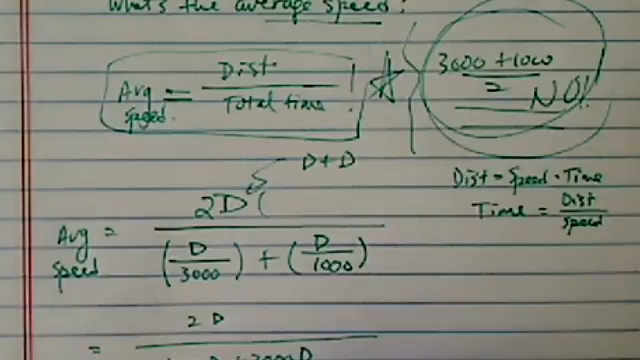 What's the average speed?
Avg speed. = Dist / Total time !
3000 + 1000 / 2 NO!
D + D
Dist = Speed · Time
Time = Dist / Speed
Avg speed = 2D ( / (D / 3000) + (D / 1000)
= 2D